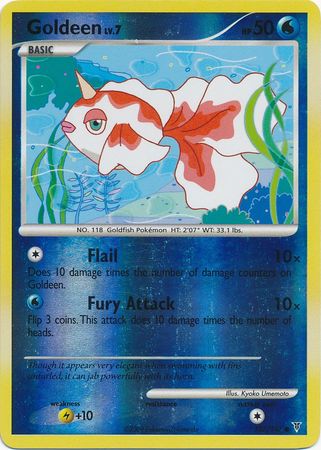 Goldeen LV.7 HP 50
BASIC
NO. 118 Goldfish Pokémon HT: 2'07" WT: 33.1 lbs.
Flail 10×
Does 10 damage times the number of damage counters on
Goldeen.
Fury Attack 10×
Flip 3 coins. This attack does 10 damage times the number of
heads.
Though it appears very elegant when swimming with fins
unfurled, it can jab powerfully with its horn.
Illus. Kyoko Umemoto
weakness resistance
+10